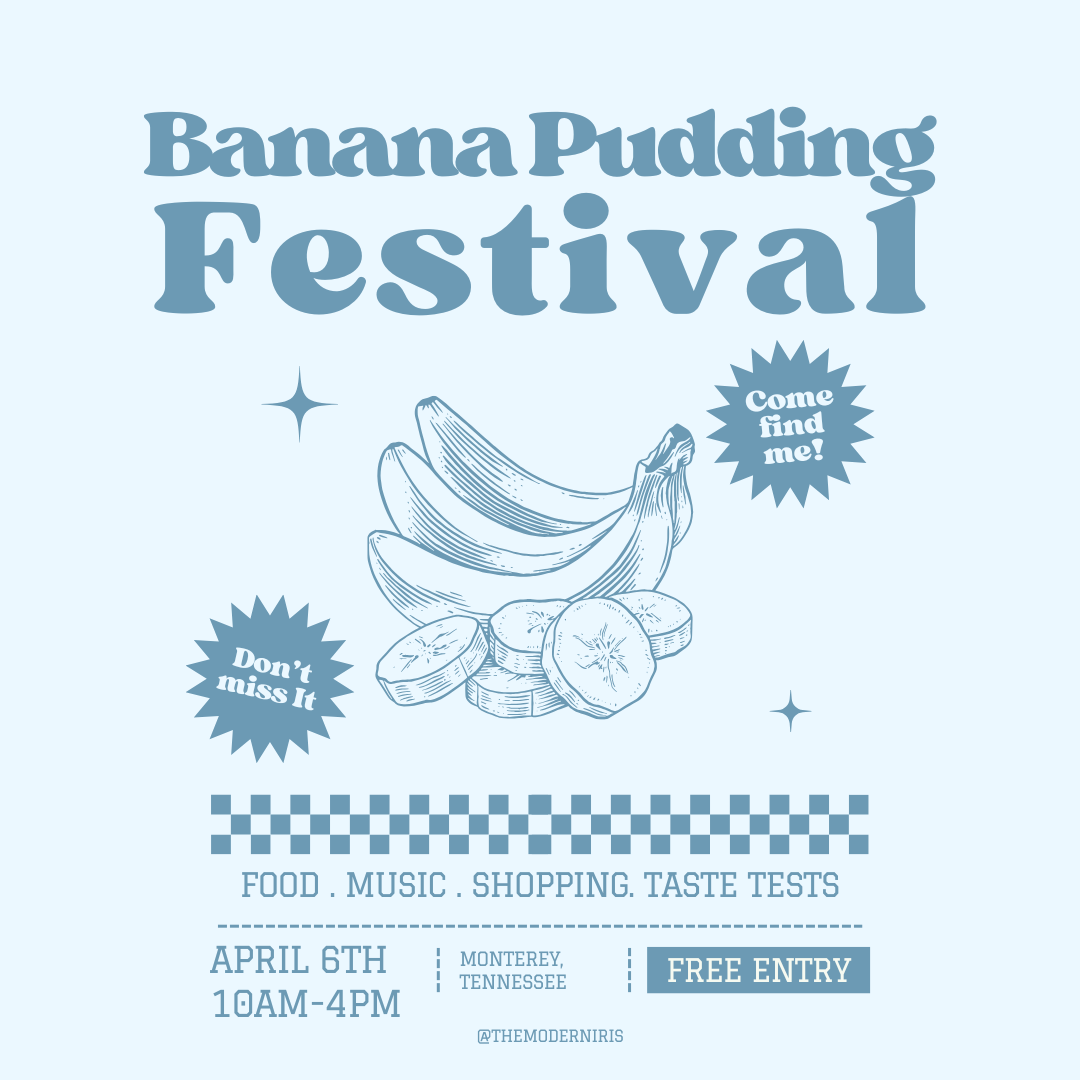 Banana Pudding
Festival
Come
find
me!
Don't
miss It
FOOD . MUSIC . SHOPPING. TASTE TESTS
APRIL 6TH
10AM-4PM
MONTEREY,
TENNESSEE
FREE ENTRY
@THEMODERNIRIS